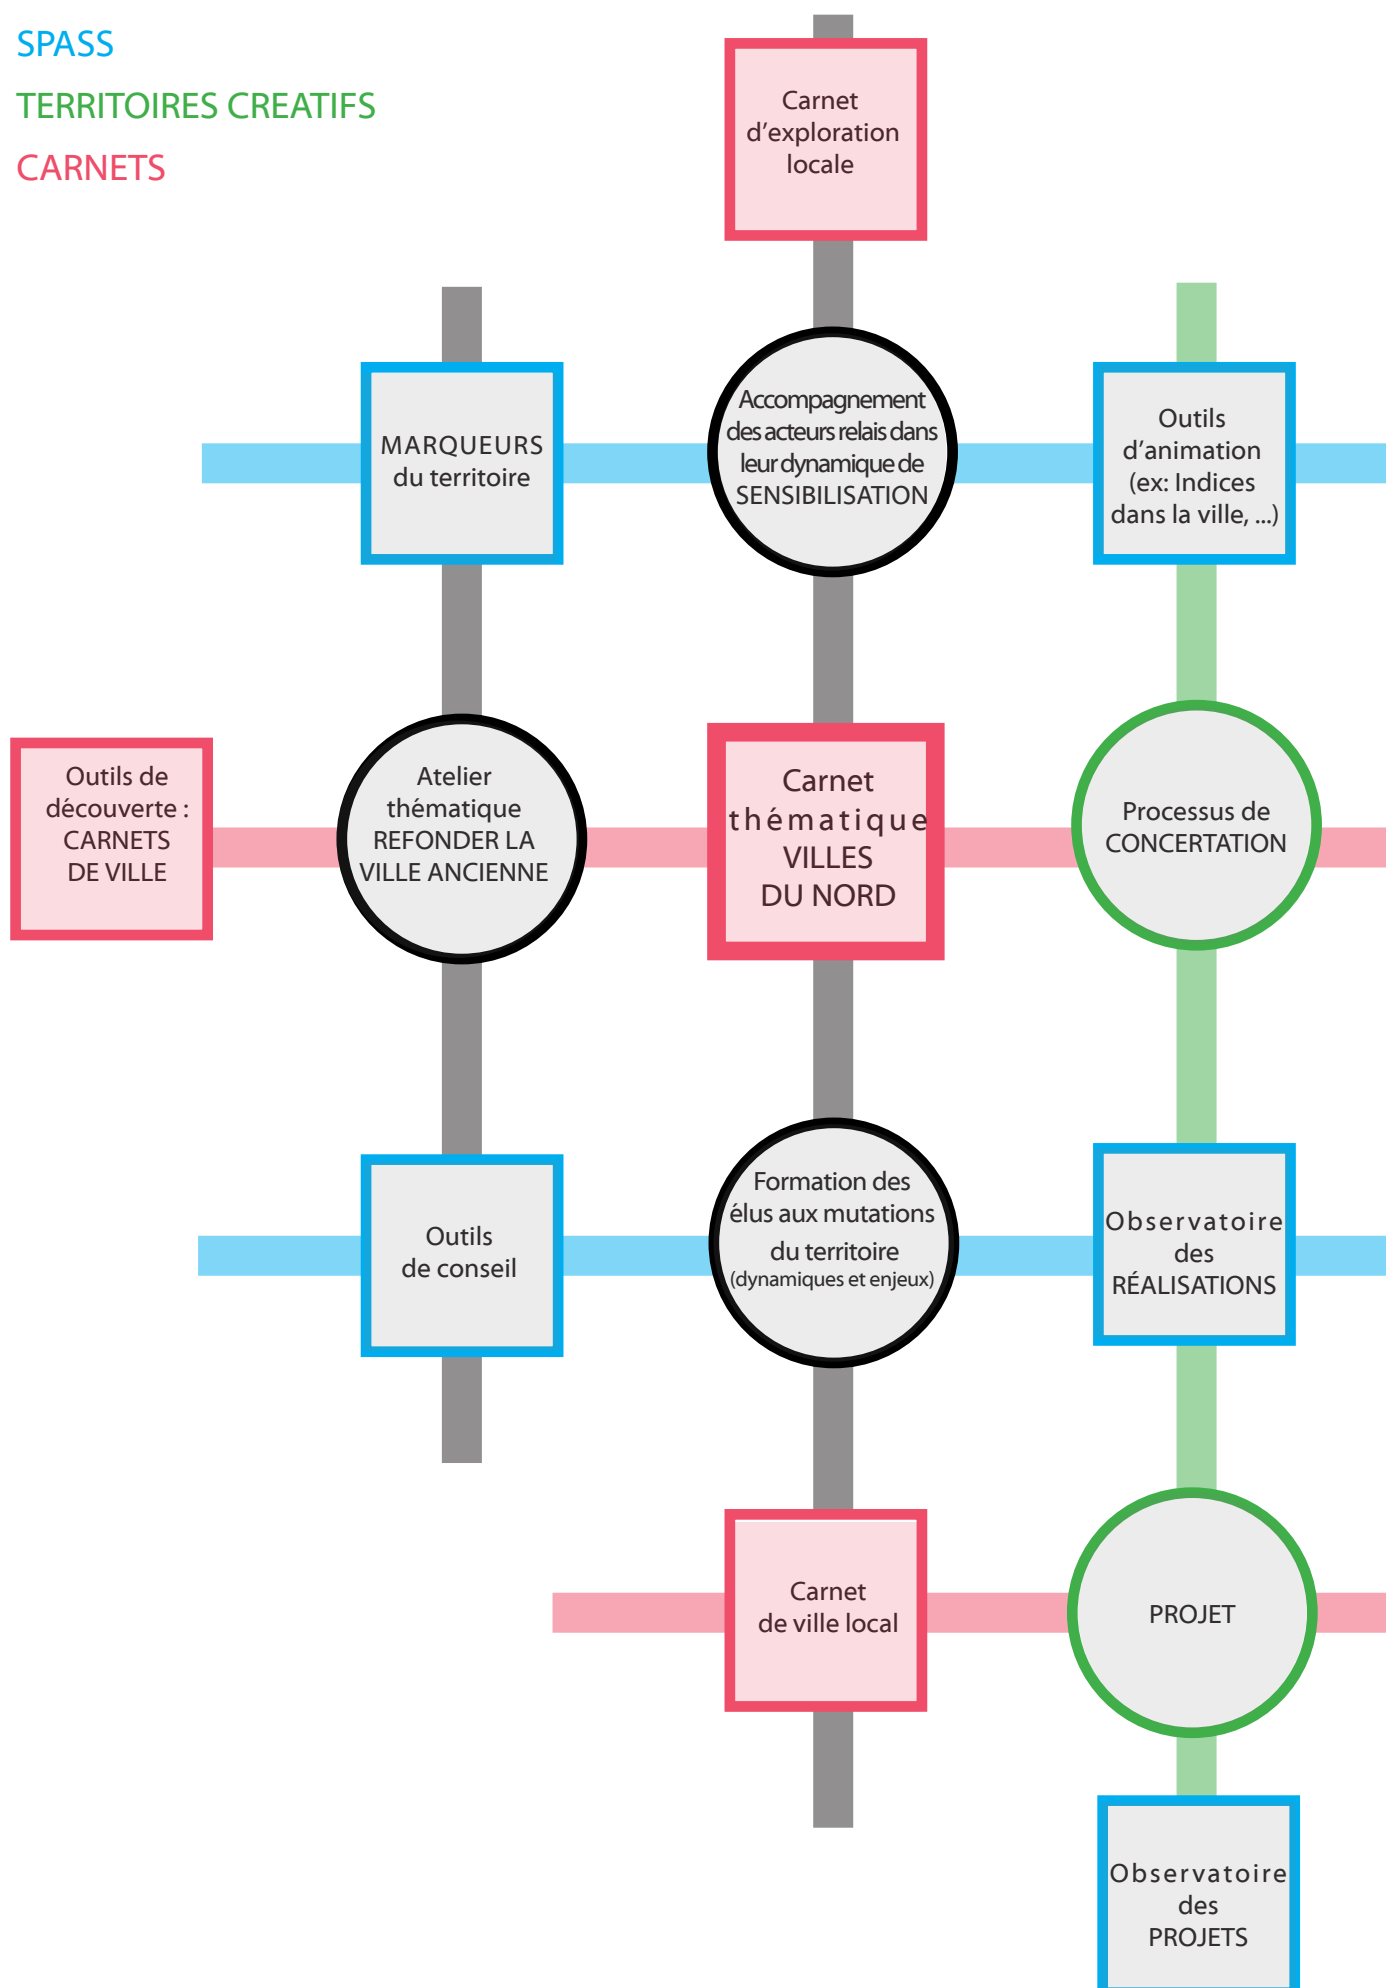 SPASS
TERRITOIRES CREATIFS
CARNETS
Carnet
d'exploration
locale
MARQUEURS
du territoire
Accompagnement
des acteurs relais dans
leur dynamique de
SENSIBILISATION
Outils
d'animation
(ex: Indices
dans la ville, ...)
Outils de
découverte :
CARNETS
DE VILLE
Atelier
thématique
REFONDER LA
VILLE ANCIENNE
Carnet
thématique
VILLES
DU NORD
Processus de
CONCERTATION
Outils
de conseil
Formation des
élus aux mutations
du territoire
(dynamiques et enjeux)
Observatoire
des
RÉALISATIONS
Carnet
de ville local
PROJET
Observatoire
des
PROJETS